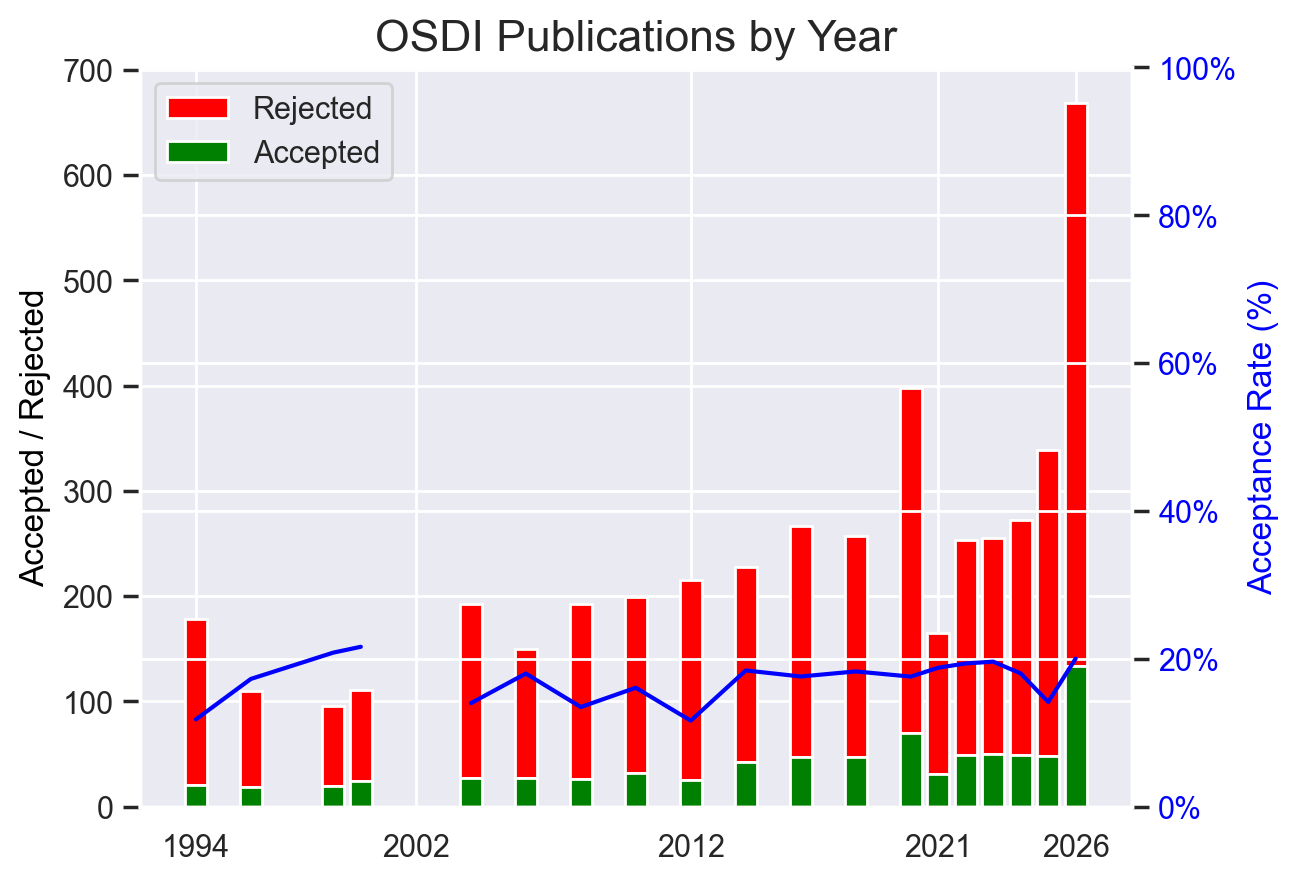 OSDI Publications by Year
700
600
500
400
300
200
100
0
Accepted / Rejected
Rejected
Accepted
100%
80%
60%
40%
20%
0%
Acceptance Rate (%)
1994 2002 2012 2021 2026